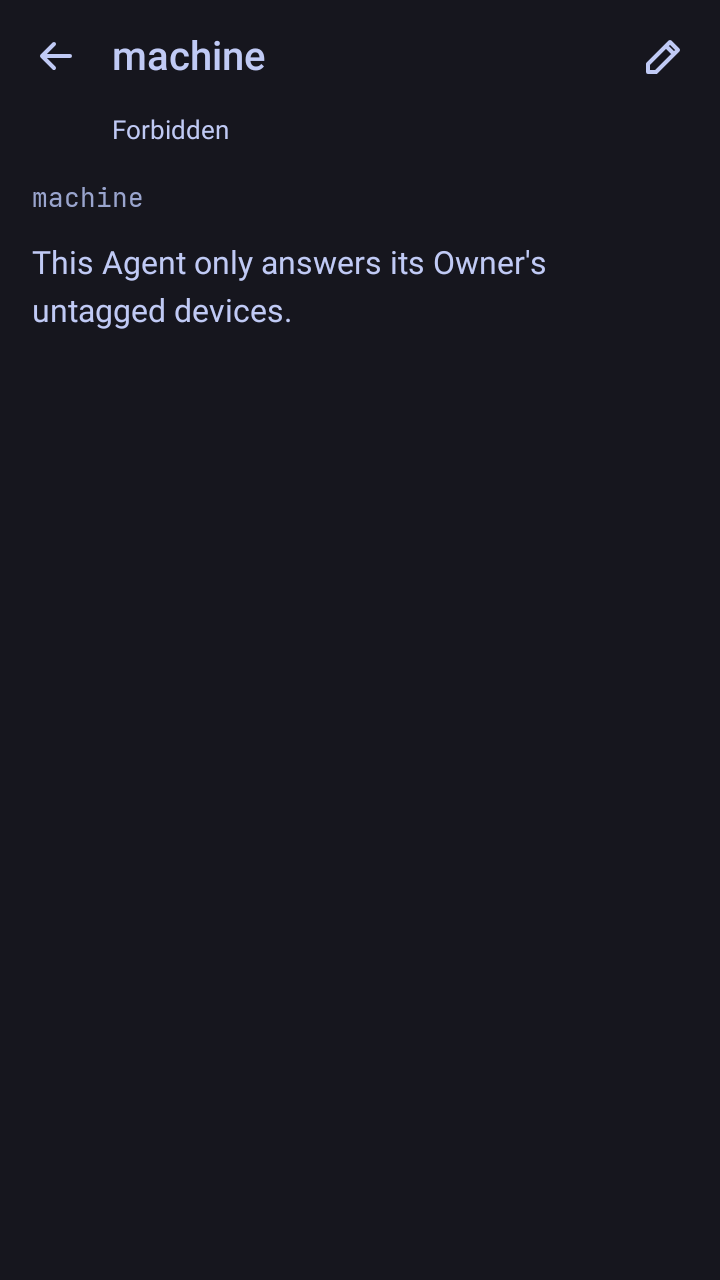 machine
Forbidden
machine
This Agent only answers its Owner's
untagged devices.